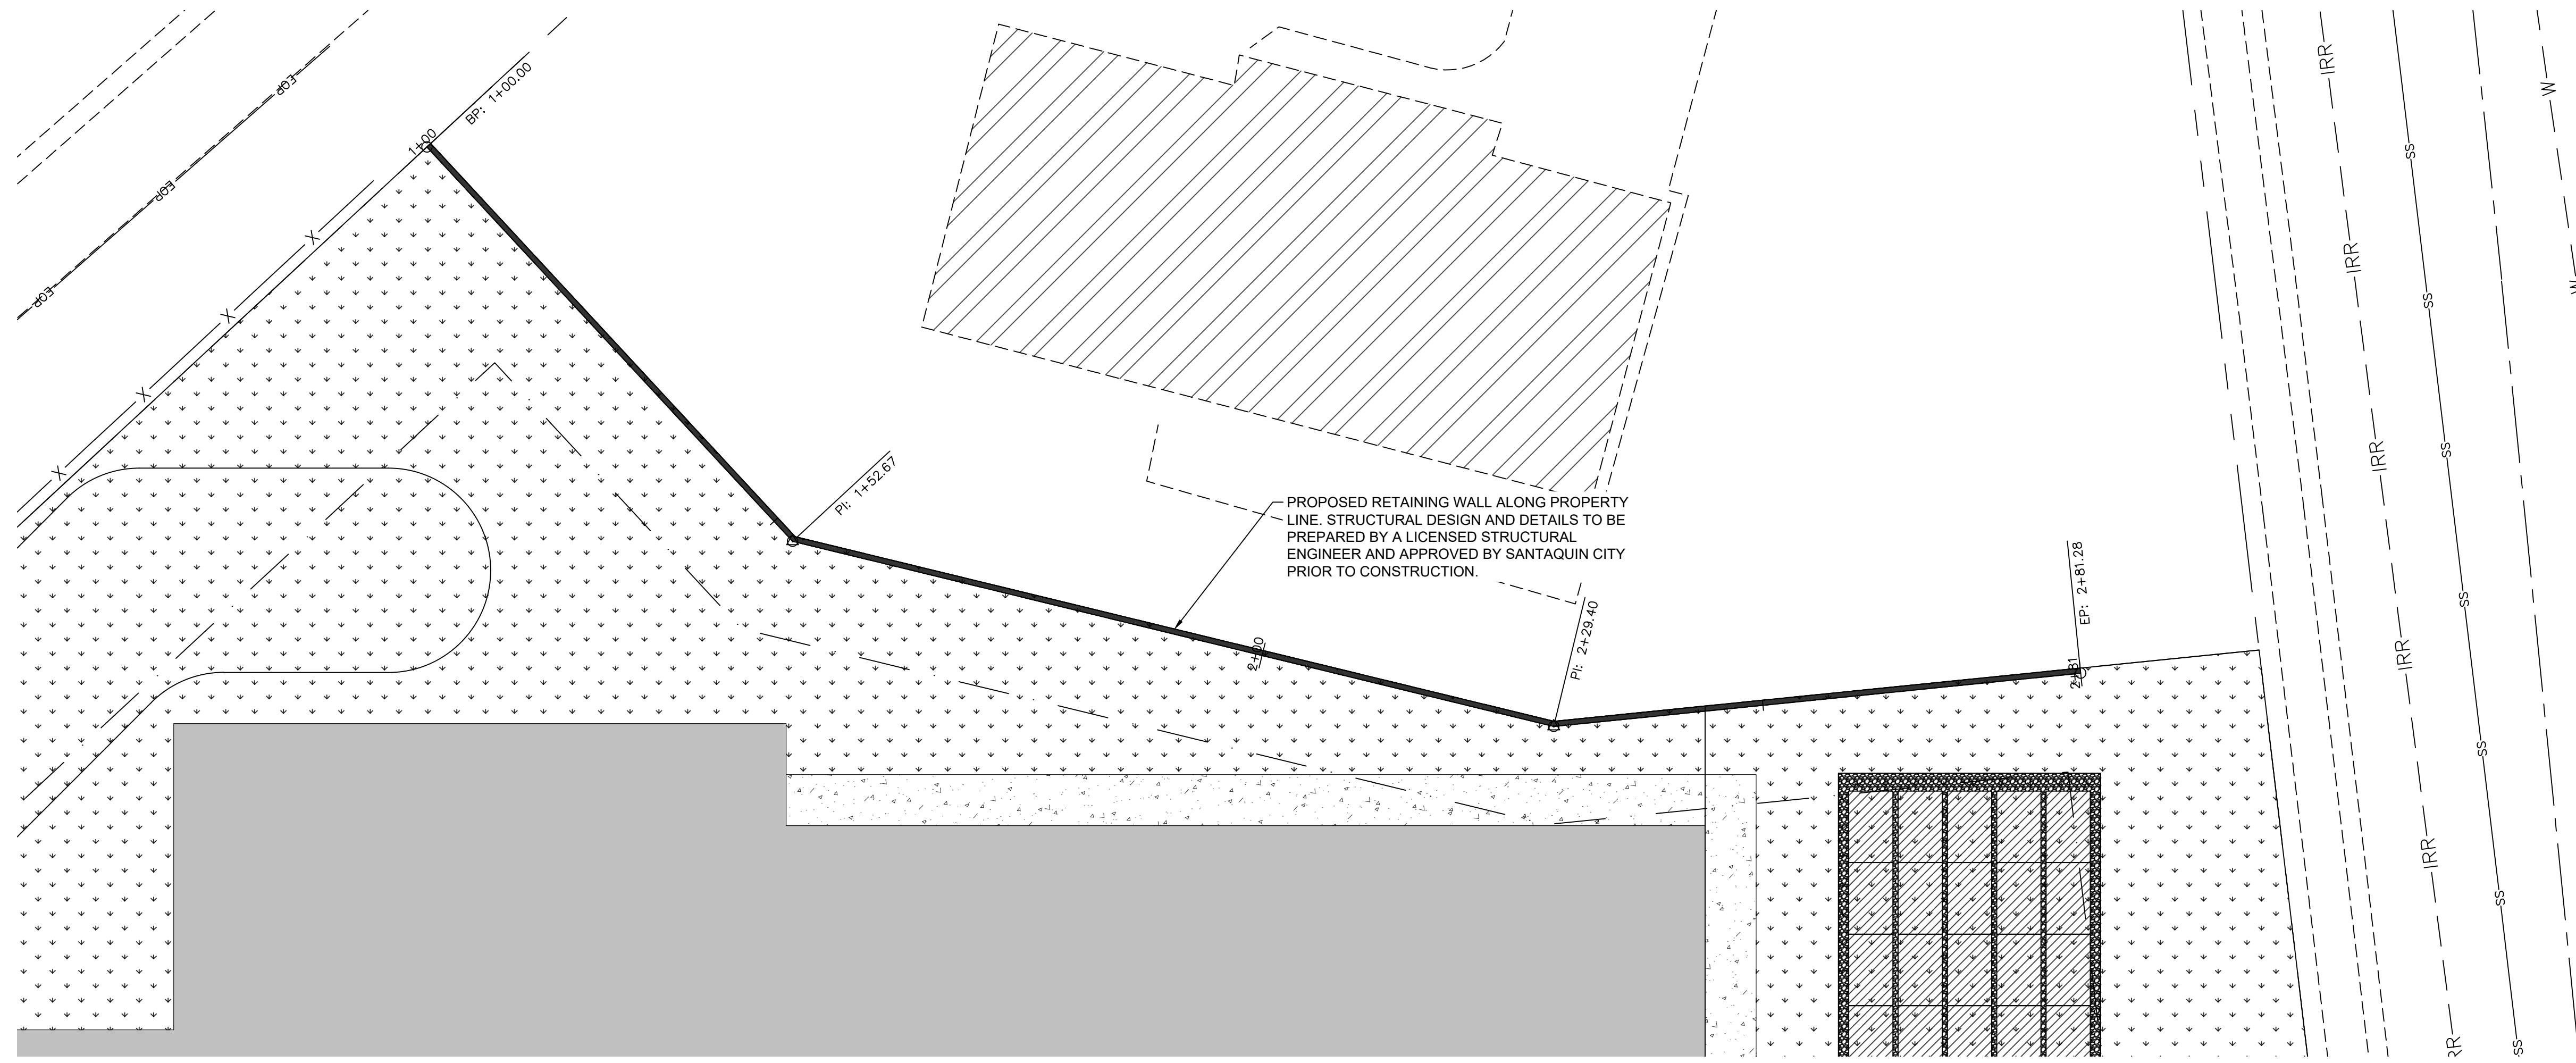 EOP
EOP
EOP
1+00
BP: 1+00.00
X
X
X
X
PI: 1+52.67
PROPOSED RETAINING WALL ALONG PROPERTY
LINE. STRUCTURAL DESIGN AND DETAILS TO BE
PREPARED BY A LICENSED STRUCTURAL
ENGINEER AND APPROVED BY SANTAQUIN CITY
PRIOR TO CONSTRUCTION.
2+00
PI: 2+29.40
EP: 2+81.28
2+81
IRR
IRR
IRR
IRR
IRR
RR
SS
SS
SS
SS
SS
SS
SS
W
W